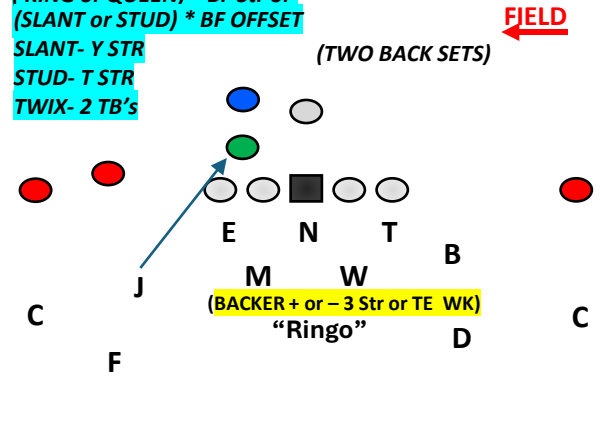 (SLANT or STUD) * BF OFFSET
SLANT- Y STR
STUD- T STR
TWIX- 2 TB’s
FIELD
(TWO BACK SETS)
E N T
B
M W
J
(BACKER + or – 3 Str or TE WK)
C “Ringo” C
D
F